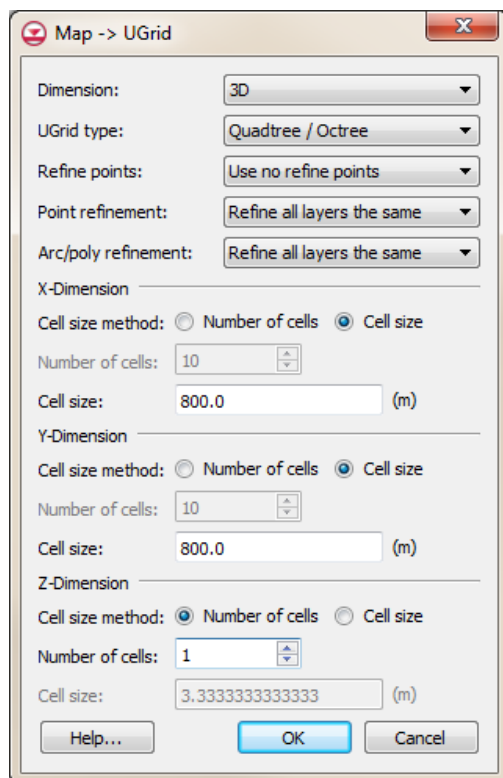 Map -> UGrid
Dimension: 3D
UGrid type: Quadtree / Octree
Refine points: Use no refine points
Point refinement: Refine all layers the same
Arc/poly refinement: Refine all layers the same
X-Dimension
Cell size method: Number of cells Cell size
Number of cells: 10
Cell size: 800.0 (m)
Y-Dimension
Cell size method: Number of cells Cell size
Number of cells: 10
Cell size: 800.0 (m)
Z-Dimension
Cell size method: Number of cells Cell size
Number of cells: 1
Cell size: 3.3333333333333 (m)
Help... OK Cancel